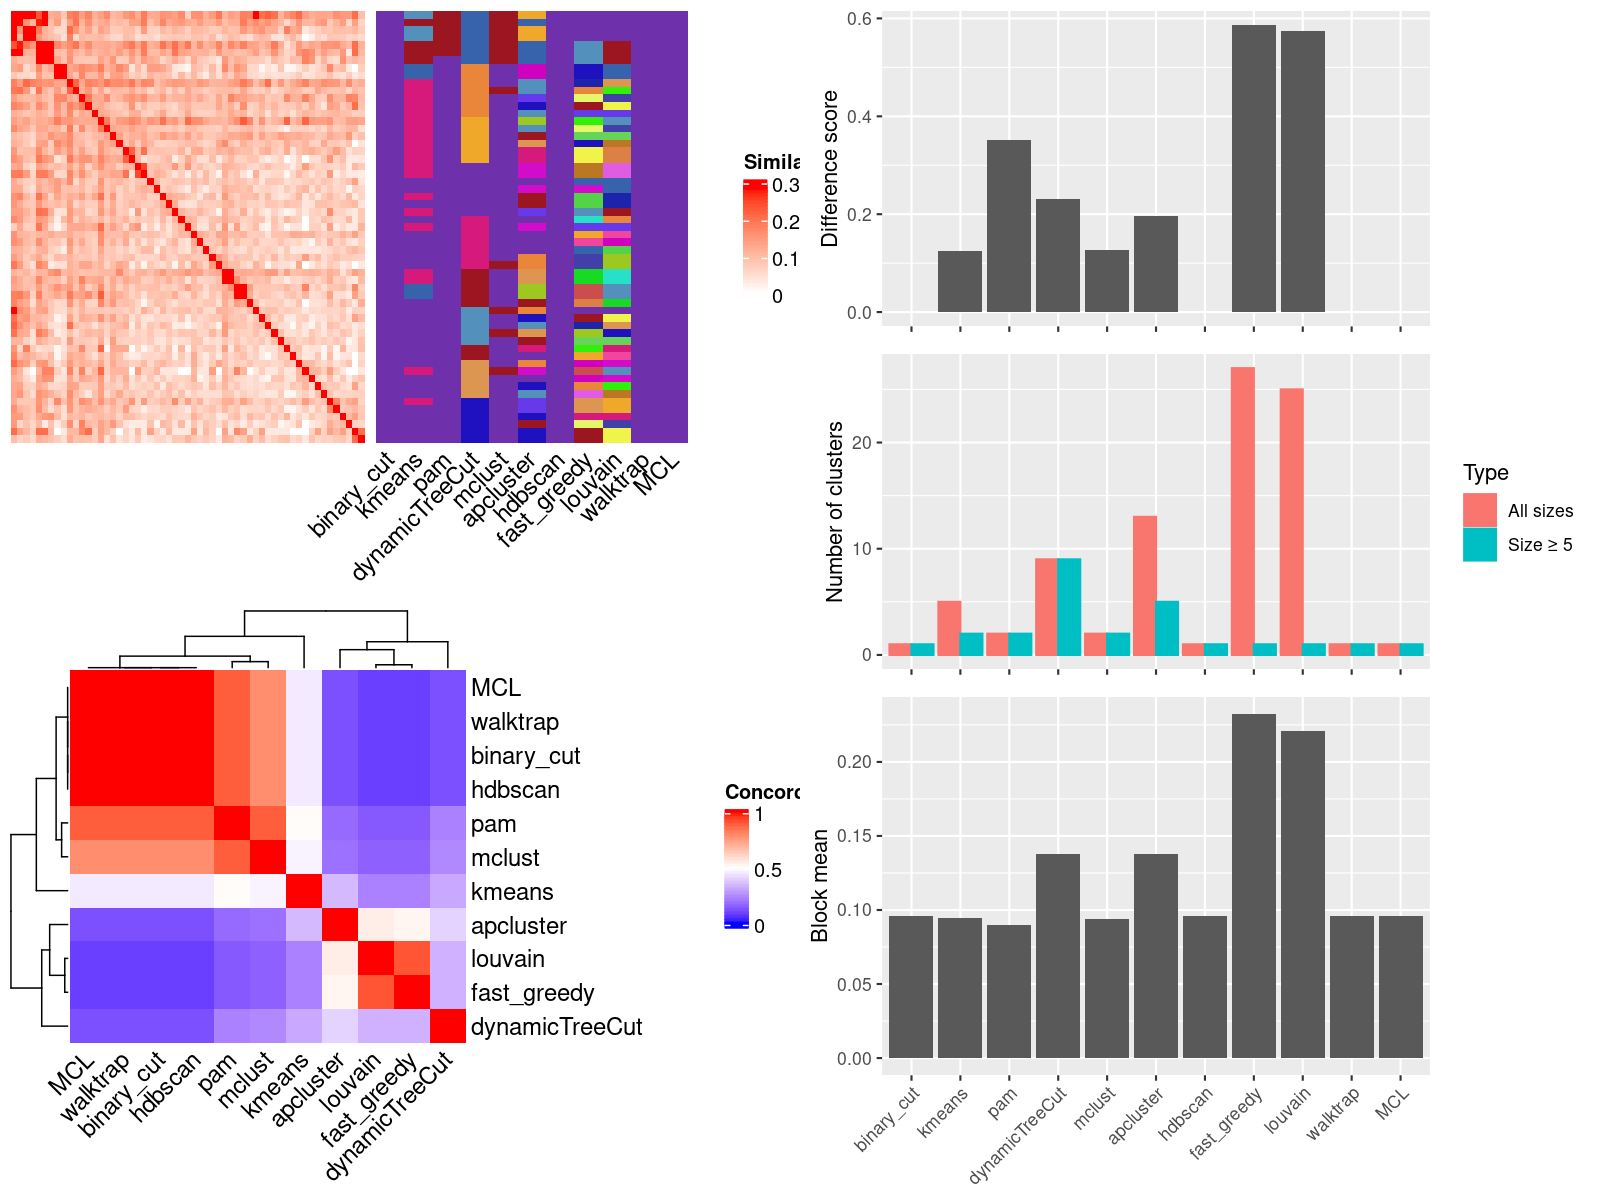 Simila
0.3
0.2
0.1
0
binary_cut
kmeans
pam
dynamicTreeCut
mclust
apcluster
hdbscan
fast_greedy
louvain
walktrap
MCL
MCL
walktrap
binary_cut
hdbscan
pam
mclust
kmeans
apcluster
louvain
fast_greedy
dynamicTreeCut
MCL
walktrap
binary_cut
hdbscan
pam
mclust
kmeans
apcluster
louvain
fast_greedy
dynamicTreeCut
Concord
1
0.5
0
Difference score
0.6
0.4
0.2
0.0
Number of clusters
20
10
0
Type
All sizes
Size ≥ 5
Block mean
0.20
0.15
0.10
0.05
0.00
binary_cut
kmeans
pam
dynamicTreeCut
mclust
apcluster
hdbscan
fast_greedy
louvain
walktrap
MCL